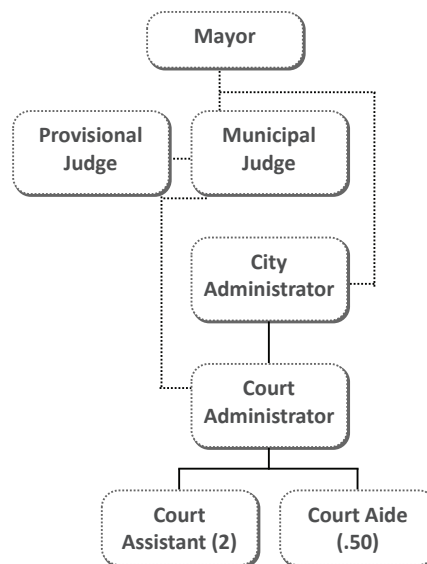 Mayor
Provisional
Judge
Municipal
Judge
City
Administrator
Court
Administrator
Court
Assistant (2)
Court Aide
(.50)